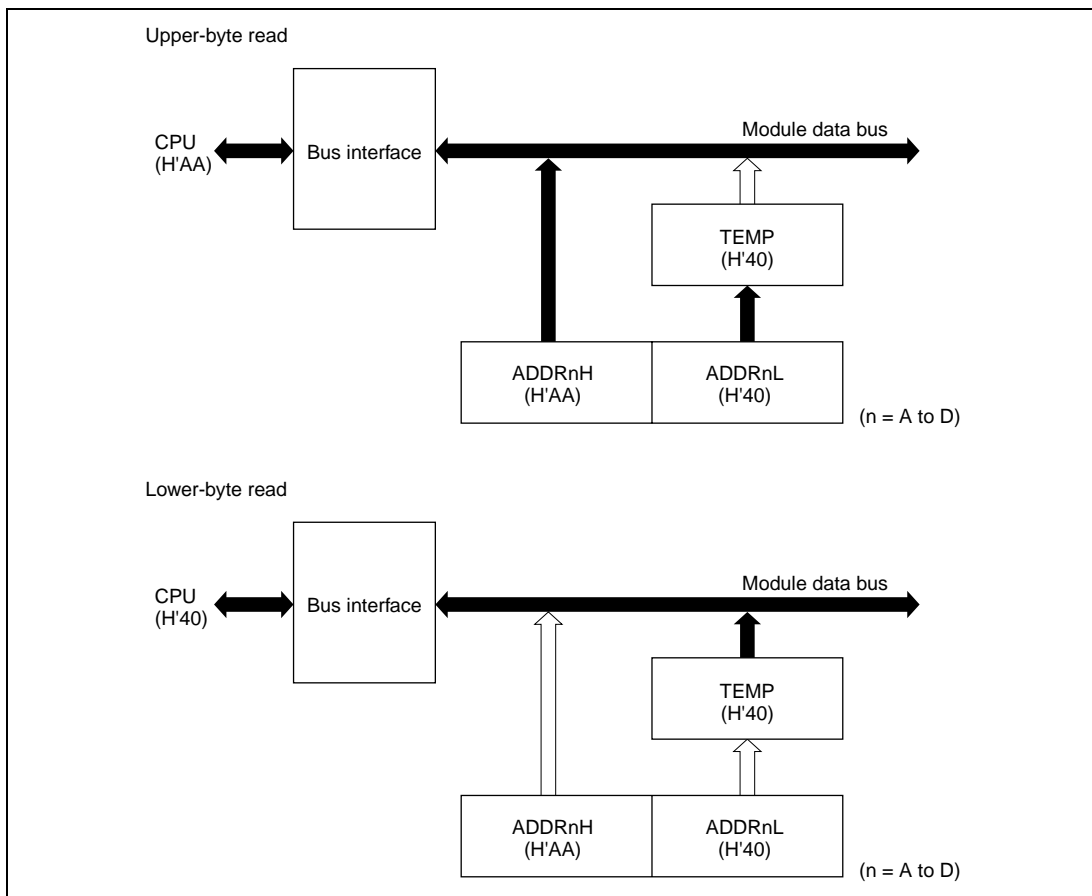 Upper-byte read
CPU
(H'AA)
Bus interface
Module data bus
TEMP
(H'40)
ADDRnH
(H'AA)
ADDRnL
(H'40)
(n = A to D)
Lower-byte read
CPU
(H'40)
Bus interface
Module data bus
TEMP
(H'40)
ADDRnH
(H'AA)
ADDRnL
(H'40)
(n = A to D)